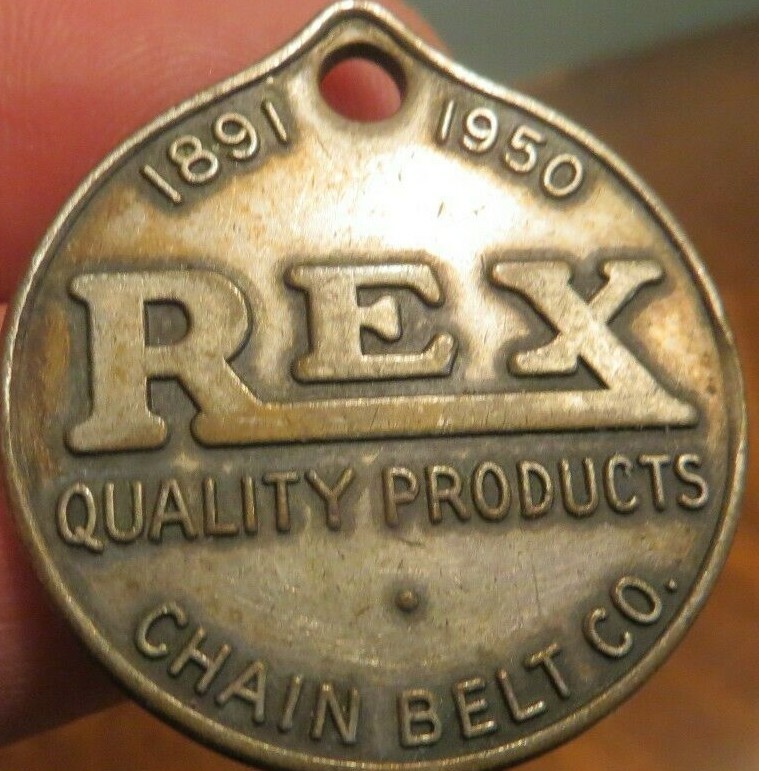 1891 1950
REX
QUALITY PRODUCTS
CHAIN BELT CO.